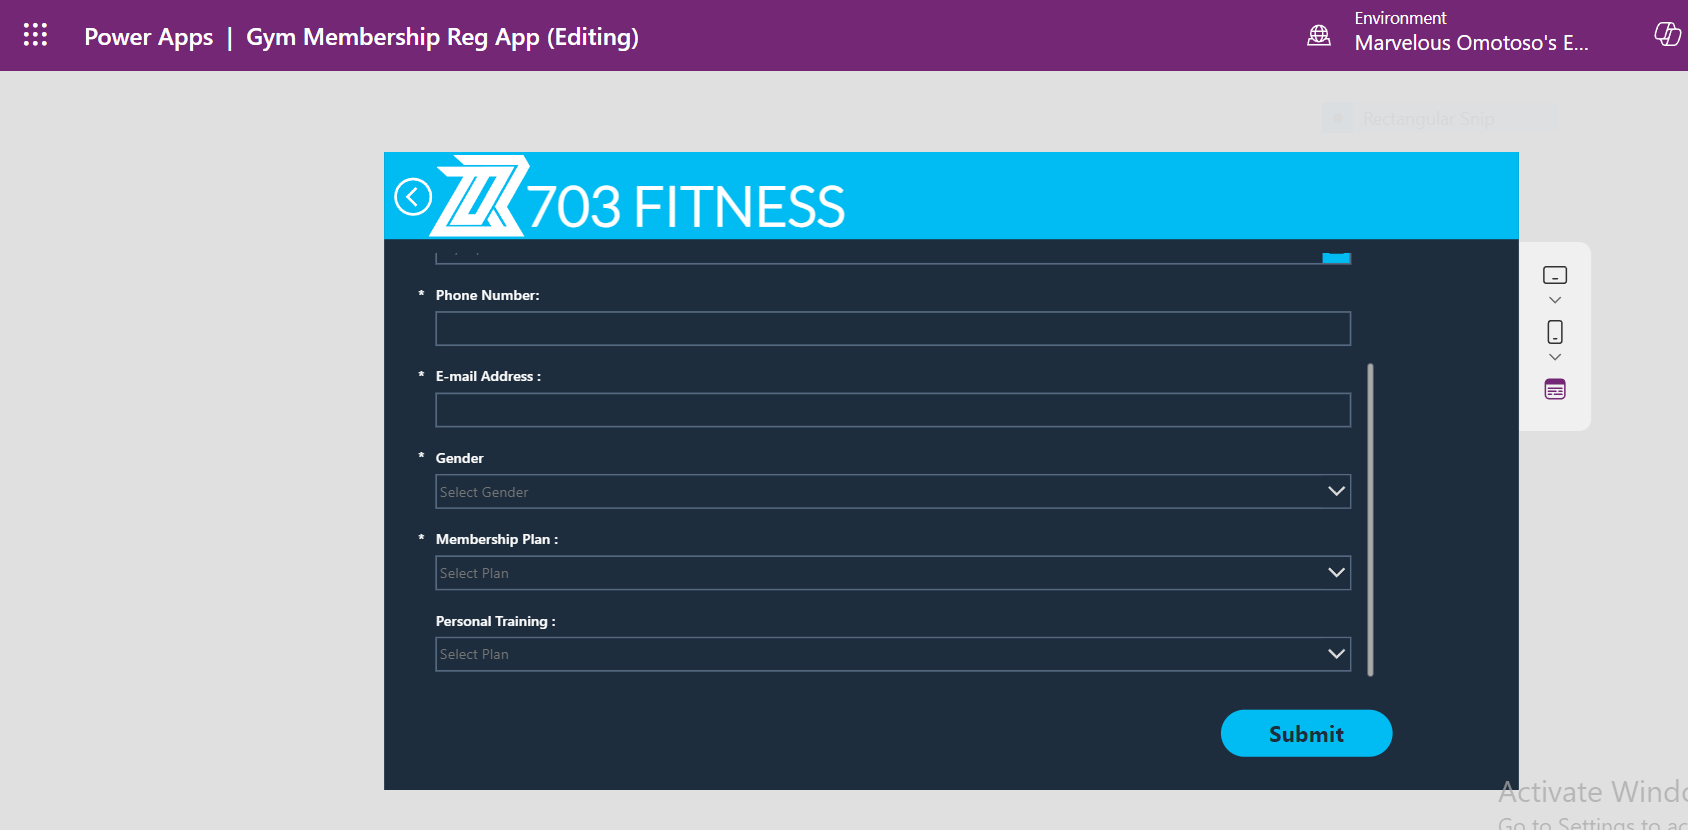 Power Apps | Gym Membership Reg App (Editing)
Environment
Marvelous Omotoso's E...
Rectangular Snip
703 FITNESS
* Phone Number:
* E-mail Address :
* Gender
Select Gender
* Membership Plan :
Select Plan
Personal Training :
Select Plan
Submit
Activate Windo
Go to Settings to ac